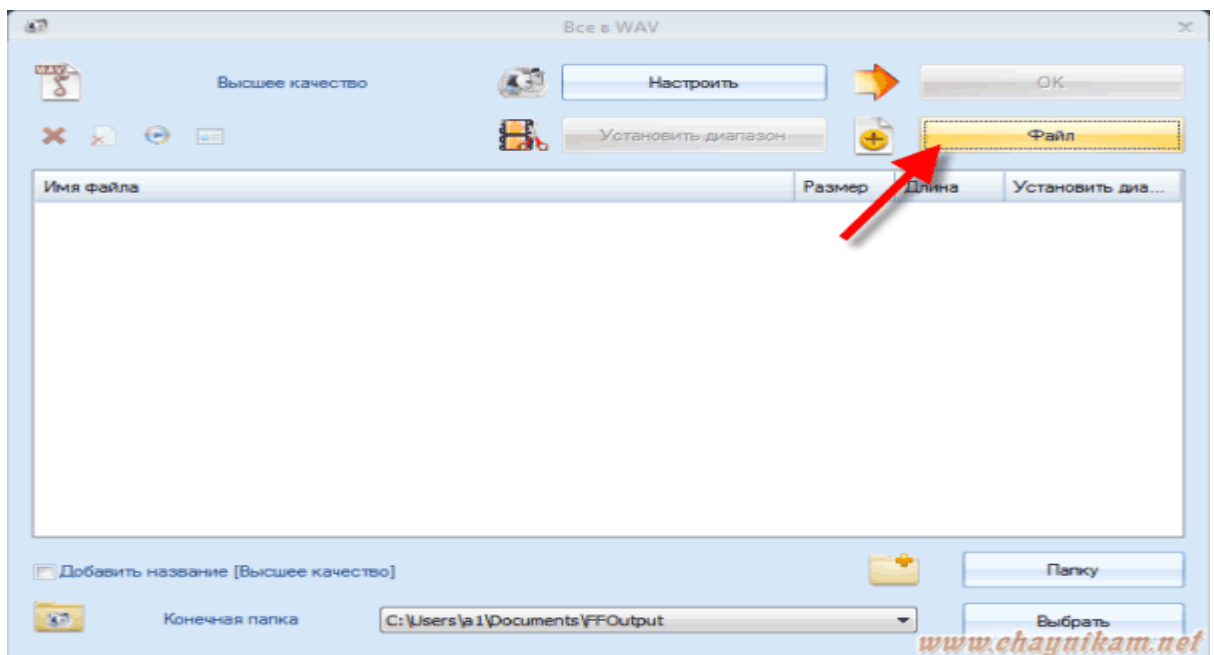 Все в WAV
WAV
Высшее качество
Настроить
OK
Установить диапазон
Файл
Имя файла Размер Длина Установить диа...
Добавить название [Высшее качество]
Папку
Конечная папка C:\Users\a1\Documents\FFOutput Выбрать
www.chaynikam.net